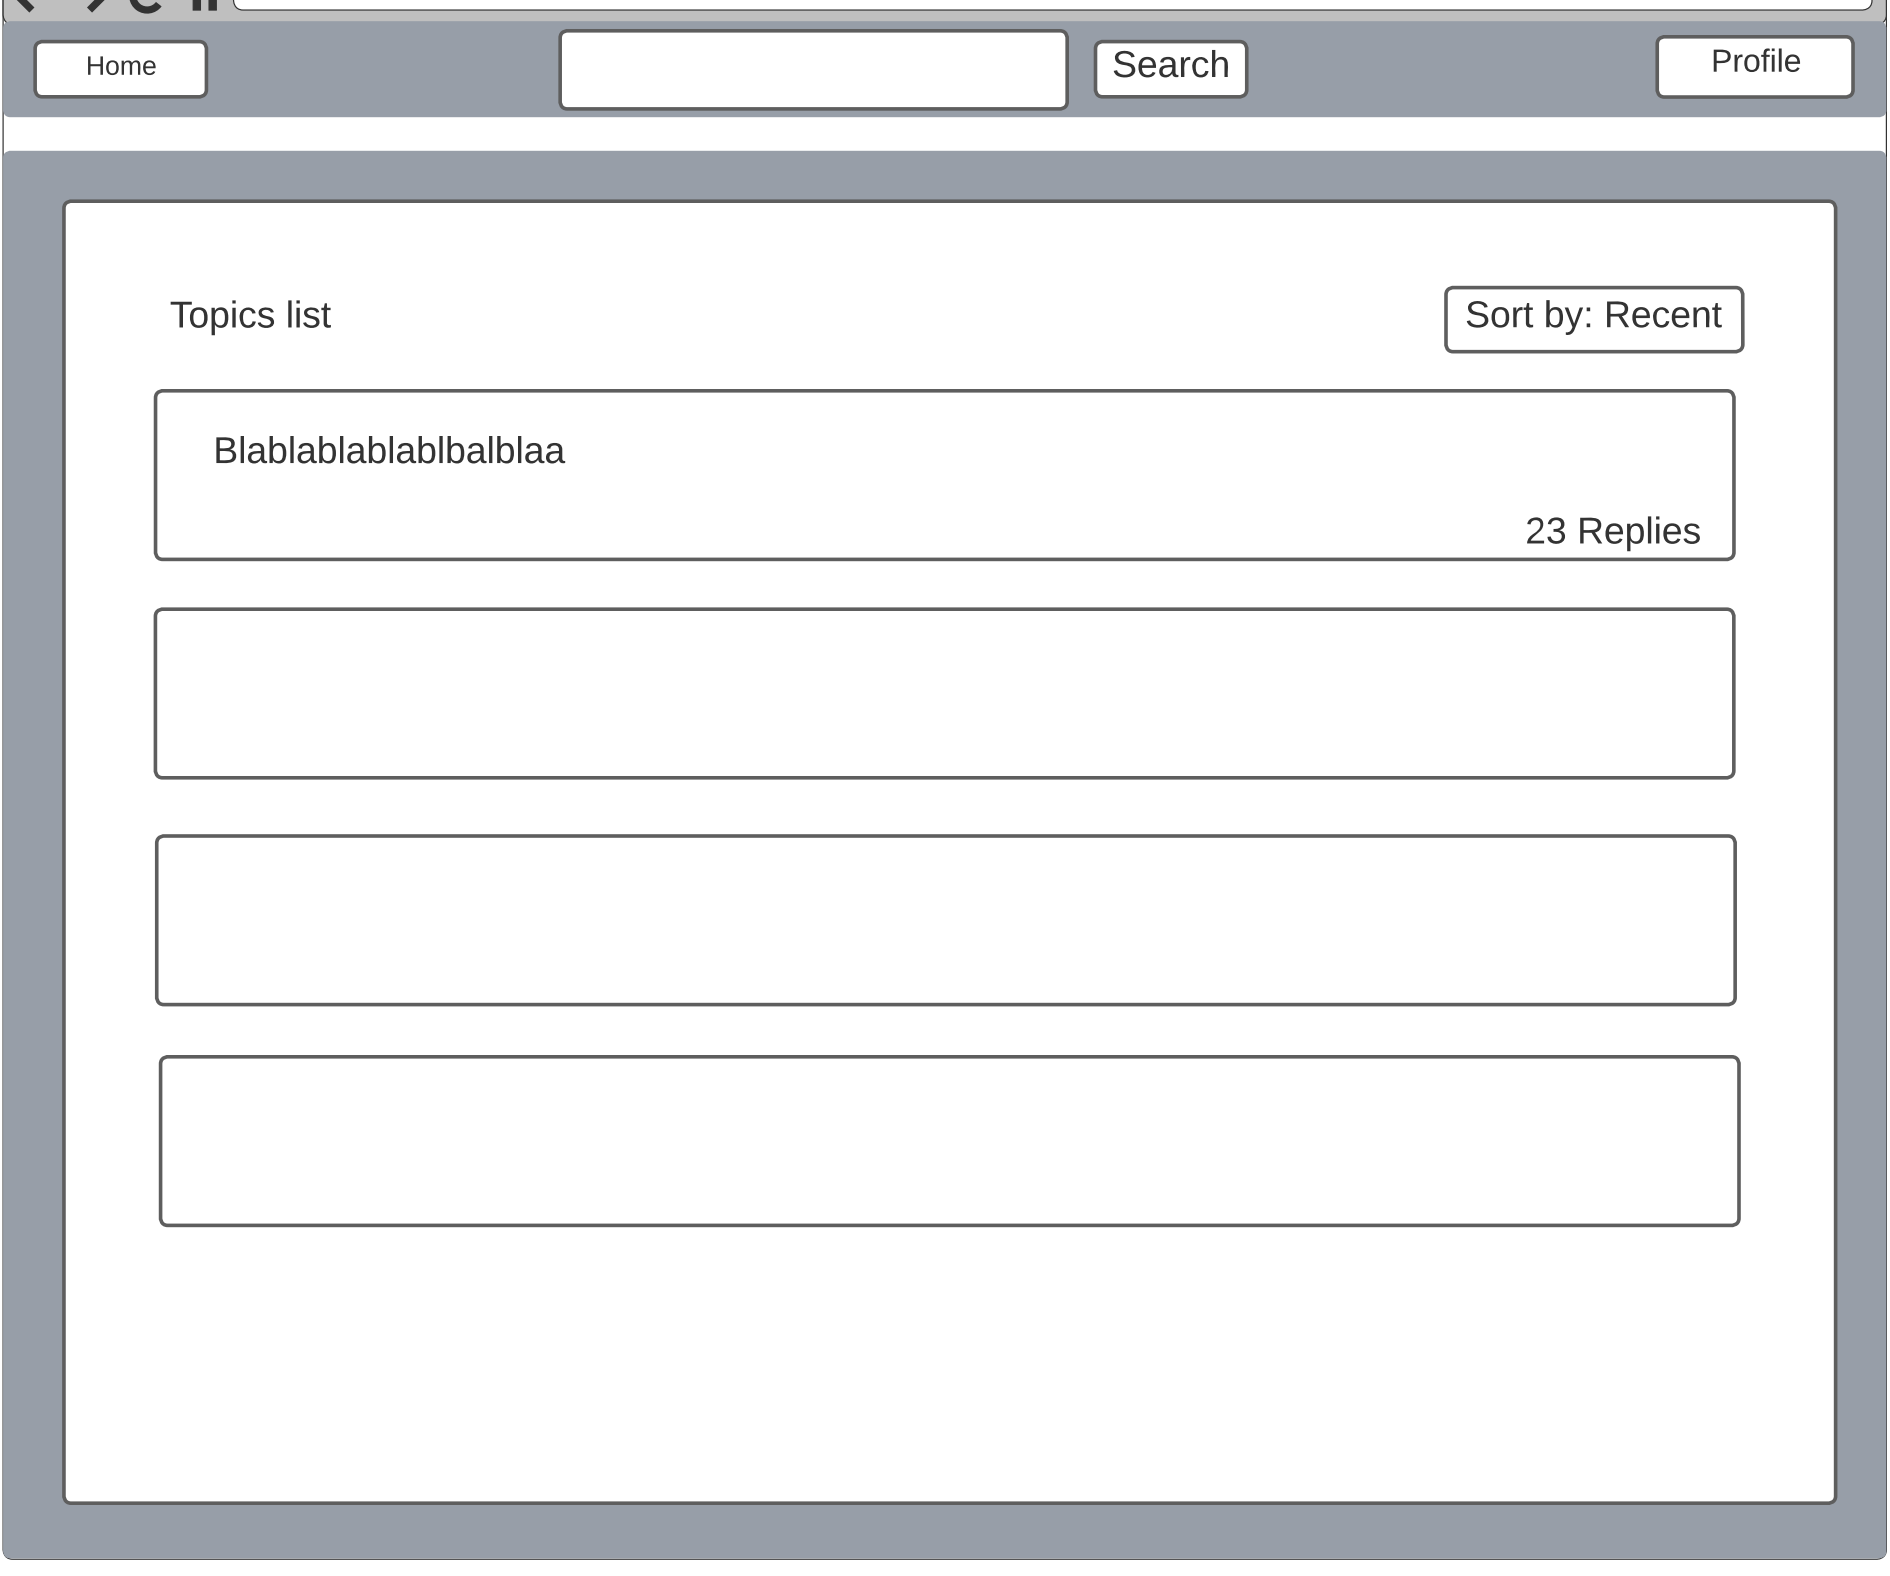 Home
Search
Profile
Topics list
Sort by: Recent
Blablablablablbalblaa
23 Replies